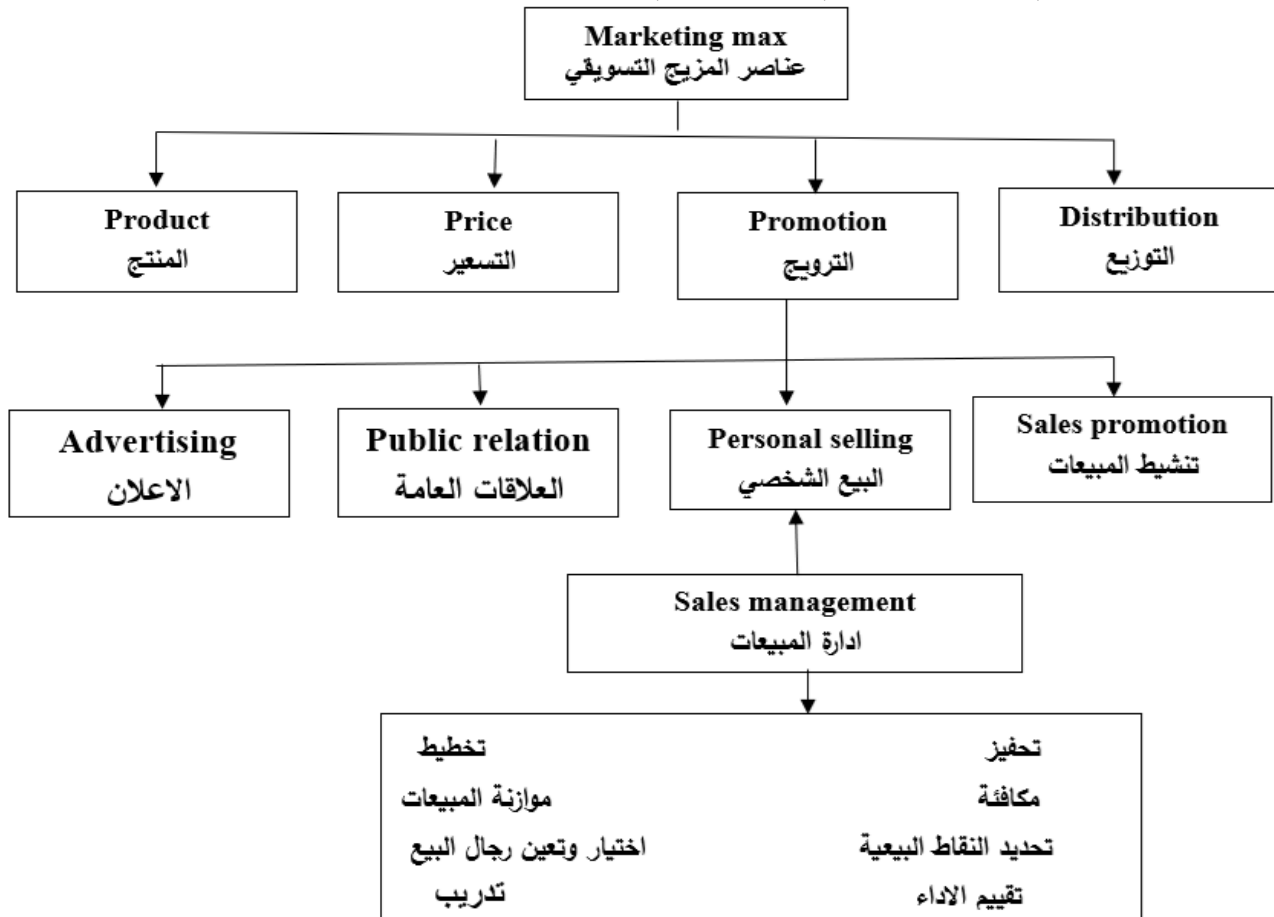 Marketing max
عناصر المزيج التسويقي
Product
المنتج
Price
التسعير
Promotion
الترويج
Distribution
التوزيع
Advertising
الاعلان
Public relation
العلاقات العامة
Personal selling
البيع الشخصي
Sales promotion
تنشيط المبيعات
Sales management
ادارة المبيعات
تحفيز
تخطيط
مكافئة
موازنة المبيعات
تحديد النقاط البيعية
اختيار وتعين رجال البيع
تقييم الاداء
تدريب